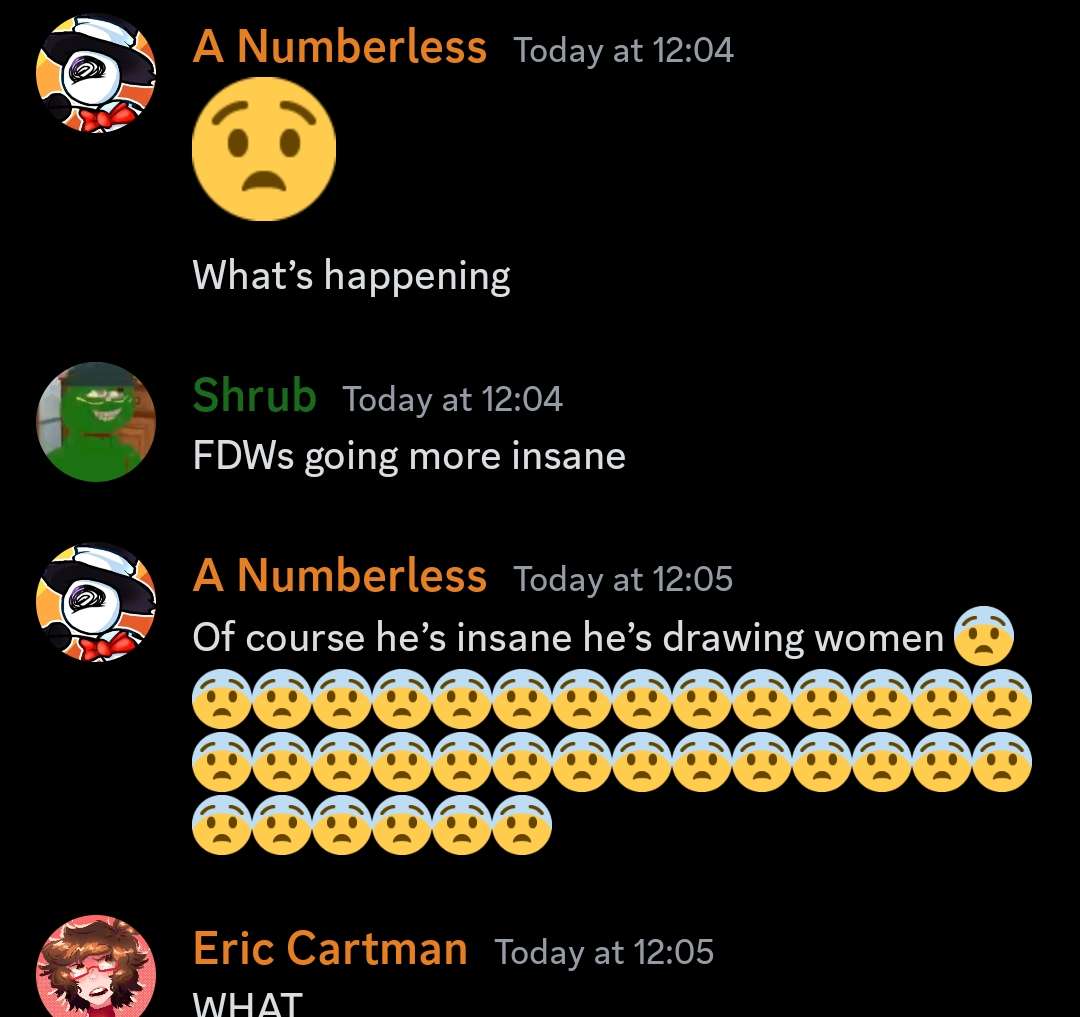 A Numberless Today at 12:04
😟
What’s happening
Shrub Today at 12:04
FDWs going more insane
A Numberless Today at 12:05
Of course he’s insane he’s drawing women 😨
😨😨😨😨😨😨😨😨😨😨😨😨😨😨
😨😨😨😨😨😨😨😨😨😨😨😨😨😨
😨😨😨😨😨😨
Eric Cartman Today at 12:05
WHAT